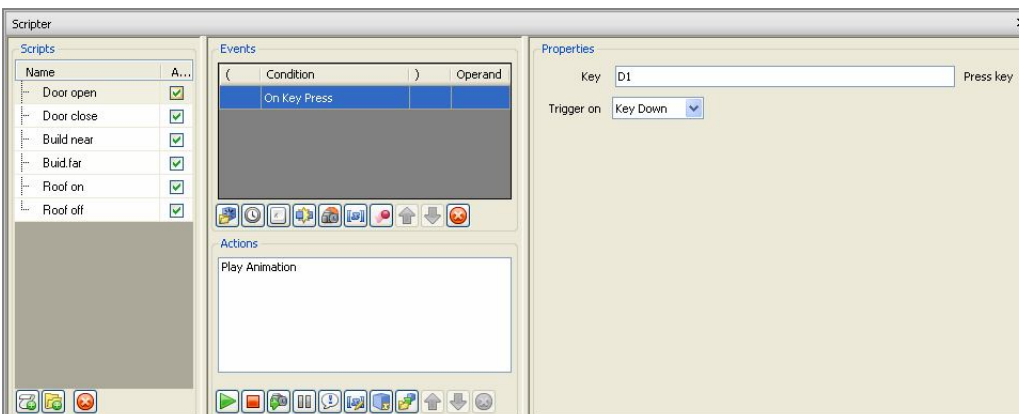 Scripter
Scripts
Name A...
Door open
Door close
Build near
Buid.far
Roof on
Roof off
Events
( Condition ) Operand
On Key Press
Actions
Play Animation
Properties
Key D1 Press key
Trigger on Key Down